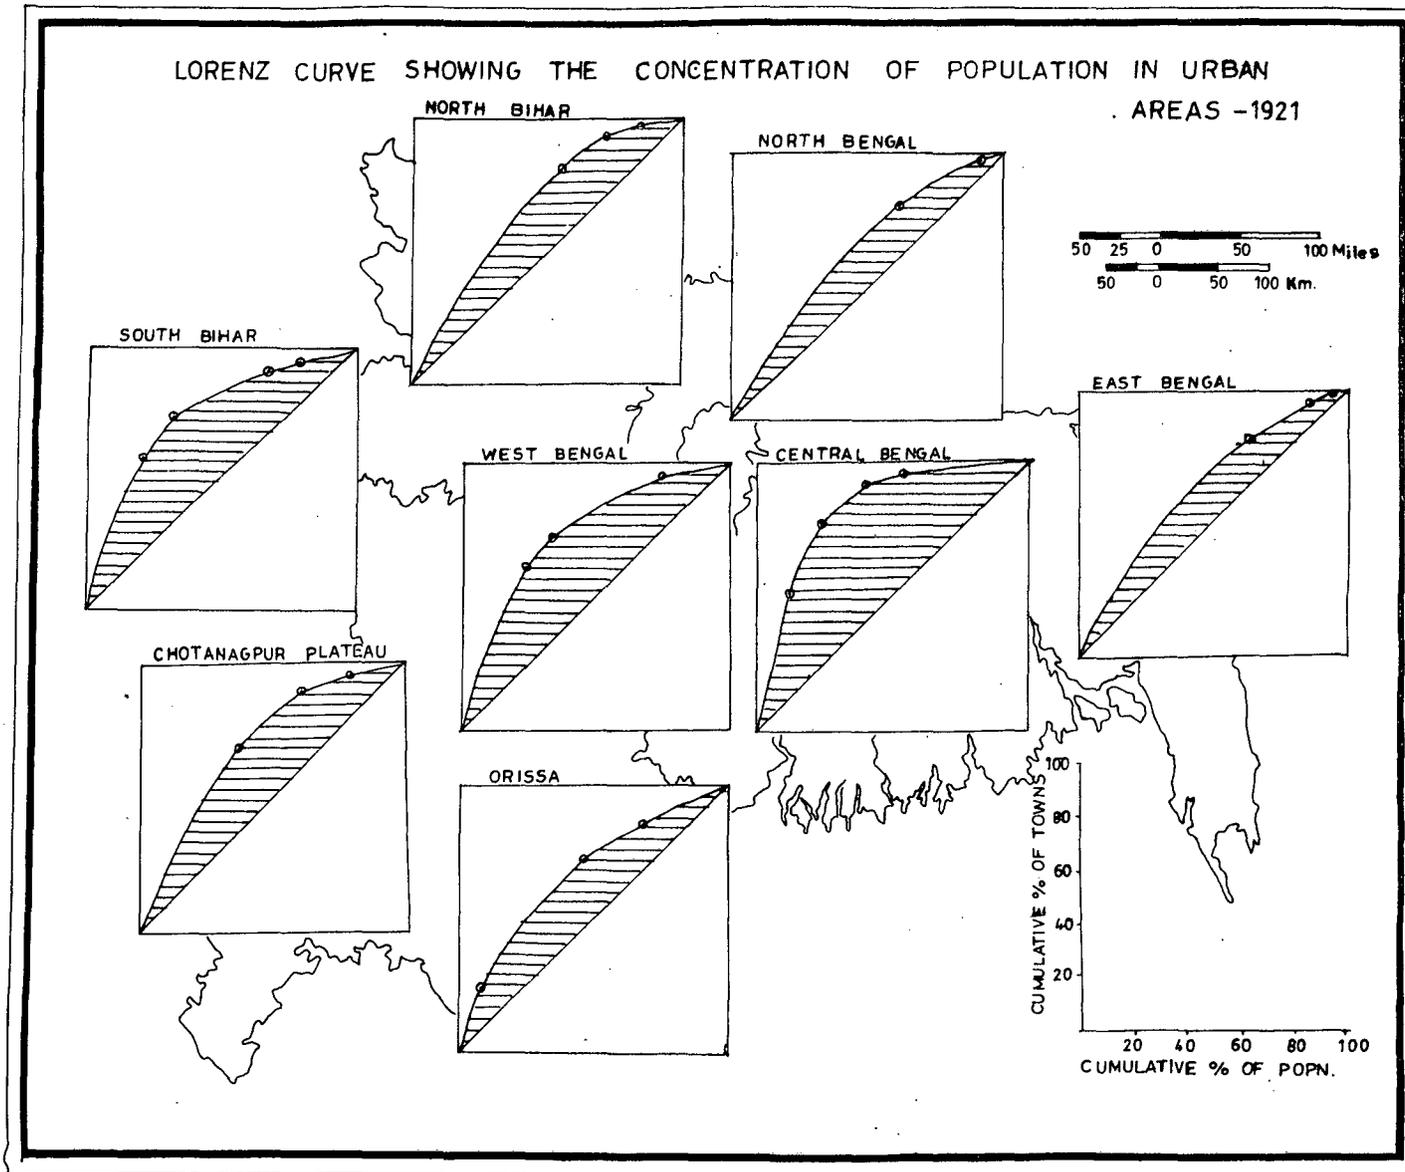 LORENZ CURVE SHOWING THE CONCENTRATION OF POPULATION IN URBAN
AREAS -1921
NORTH BIHAR
NORTH BENGAL
50 25 0 50 100 Miles
50 0 50 100 Km.
SOUTH BIHAR
EAST BENGAL
WEST BENGAL
CENTRAL BENGAL
CHOTANAGPUR PLATEAU
ORISSA
CUMULATIVE % OF TOWNS
100
80
60
40
20
20 40 60 80 100
CUMULATIVE % OF POPN.